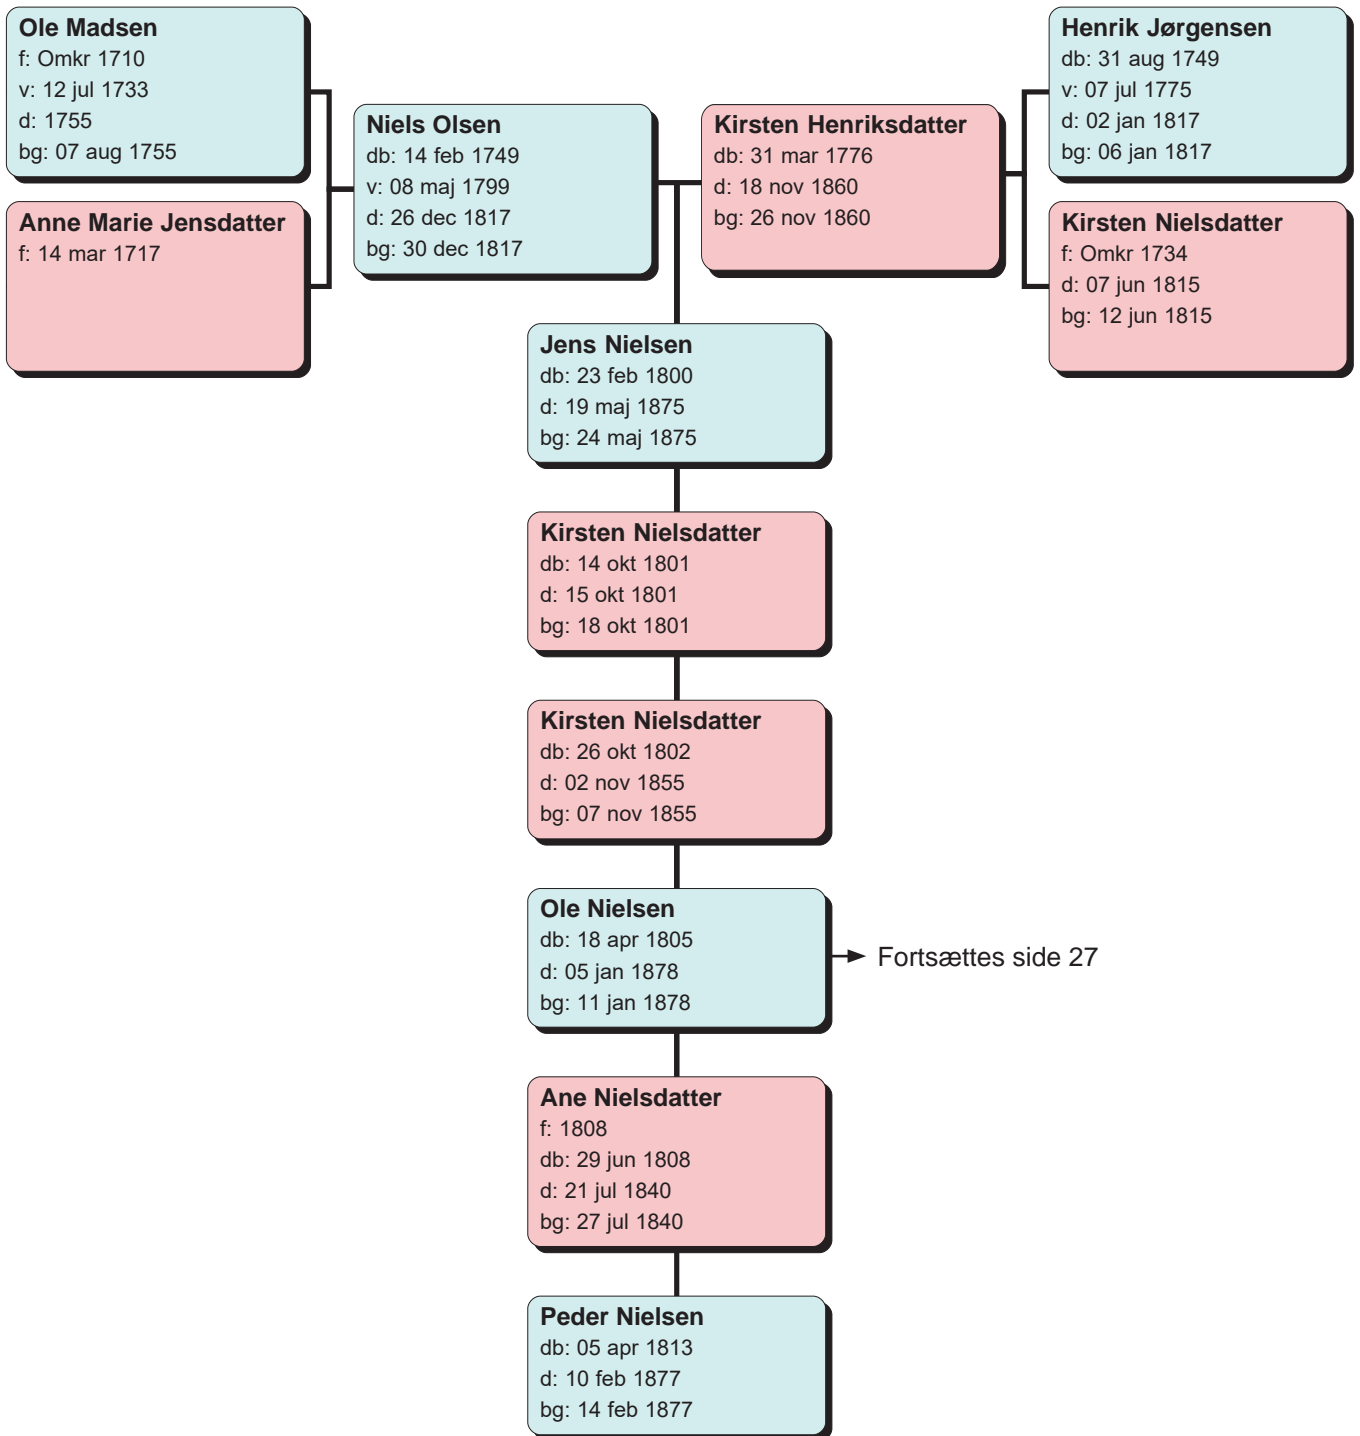 Ole Madsen
f: Omkr 1710
v: 12 jul 1733
d: 1755
bg: 07 aug 1755
Anne Marie Jensdatter
f: 14 mar 1717
Niels Olsen
db: 14 feb 1749
v: 08 maj 1799
d: 26 dec 1817
bg: 30 dec 1817
Kirsten Henriksdatter
db: 31 mar 1776
d: 18 nov 1860
bg: 26 nov 1860
Henrik Jørgensen
db: 31 aug 1749
v: 07 jul 1775
d: 02 jan 1817
bg: 06 jan 1817
Kirsten Nielsdatter
f: Omkr 1734
d: 07 jun 1815
bg: 12 jun 1815
Jens Nielsen
db: 23 feb 1800
d: 19 maj 1875
bg: 24 maj 1875
Kirsten Nielsdatter
db: 14 okt 1801
d: 15 okt 1801
bg: 18 okt 1801
Kirsten Nielsdatter
db: 26 okt 1802
d: 02 nov 1855
bg: 07 nov 1855
Ole Nielsen
db: 18 apr 1805
d: 05 jan 1878
bg: 11 jan 1878
Fortsættes side 27
Ane Nielsdatter
f: 1808
db: 29 jun 1808
d: 21 jul 1840
bg: 27 jul 1840
Peder Nielsen
db: 05 apr 1813
d: 10 feb 1877
bg: 14 feb 1877